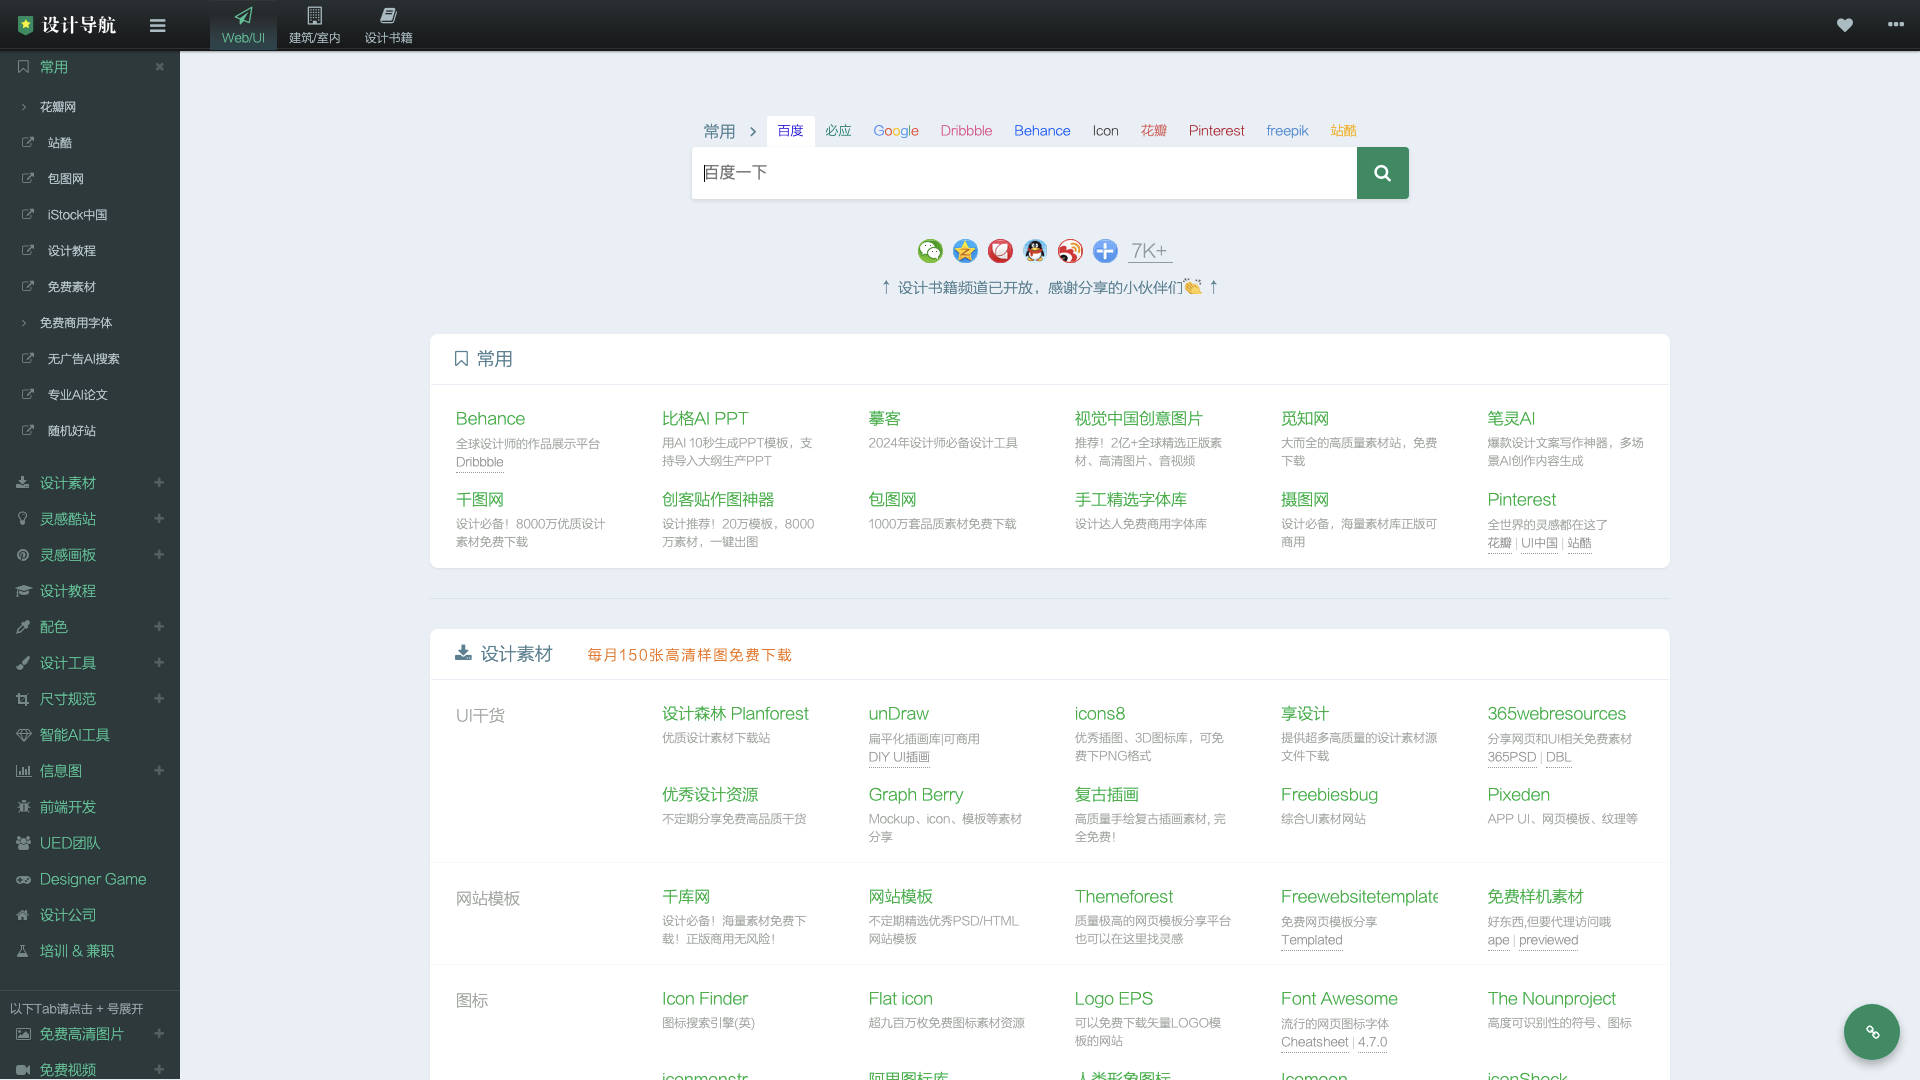 设计导航
Web/UI
建筑/室内
设计书籍
常用
花瓣网
站酷
包图网
iStock中国
设计教程
免费素材
免费商用字体
无广告AI搜索
专业AI论文
随机好站
设计素材
灵感酷站
灵感画板
设计教程
配色
设计工具
尺寸规范
智能AI工具
信息图
前端开发
UED团队
Designer Game
设计公司
培训 & 兼职
以下Tab请点击 + 号展开
免费高清图片
免费视频
常用
百度
必应
Google
Dribbble
Behance
Icon
花瓣
Pinterest
freepik
站酷
百度一下
7K+
↑ 设计书籍频道已开放，感谢分享的小伙伴们👏 ↑
常用
Behance
全球设计师的作品展示平台
Dribbble
比格AI PPT
用AI 10秒生成PPT模板，支
持导入大纲生产PPT
摹客
2024年设计师必备设计工具
视觉中国创意图片
推荐！2亿+全球精选正版素
材、高清图片、音视频
觅知网
大而全的高质量素材站，免费
下载
笔灵AI
爆款设计文案写作神器，多场
景AI创作内容生成
千图网
设计必备！8000万优质设计
素材免费下载
创客贴作图神器
设计推荐！20万模板，8000
万素材，一键出图
包图网
1000万套品质素材免费下载
手工精选字体库
设计达人免费商用字体库
摄图网
设计必备，海量素材库正版可
商用
Pinterest
全世界的灵感都在这了
花瓣 | UI中国 | 站酷
设计素材
每月150张高清样图免费下载
UI干货
设计森林 Planforest
优质设计素材下载站
unDraw
扁平化插画库|可商用
DIY UI插画
icons8
优秀插图、3D图标库，可免
费下PNG格式
享设计
提供超多高质量的设计素材源
文件下载
365webresources
分享网页和UI相关免费素材
365PSD | DBL
优秀设计资源
不定期分享免费高品质干货
Graph Berry
Mockup、icon、模板等素材
分享
复古插画
高质量手绘复古插画素材, 完
全免费！
Freebiesbug
综合UI素材网站
Pixeden
APP UI、网页模板、纹理等
网站模板
千库网
设计必备！海量素材免费下
载！正版商用无风险！
网站模板
不定期精选优秀PSD/HTML
网站模板
Themeforest
质量极高的网页模板分享平台
也可以在这里找灵感
Freewebsitetemplate
免费网页模板分享
Templated
免费样机素材
好东西,但要代理访问哦
ape | previewed
图标
Icon Finder
图标搜索引擎(英)
Flat icon
超九百万枚免费图标素材资源
Logo EPS
可以免费下载矢量LOGO模
板的网站
Font Awesome
流行的网页图标字体
Cheatsheet | 4.7.0
The Nounproject
高度可识别性的符号、图标
iconmonstr
阿里图标库
人类形象图标
Icomoon
iconShock